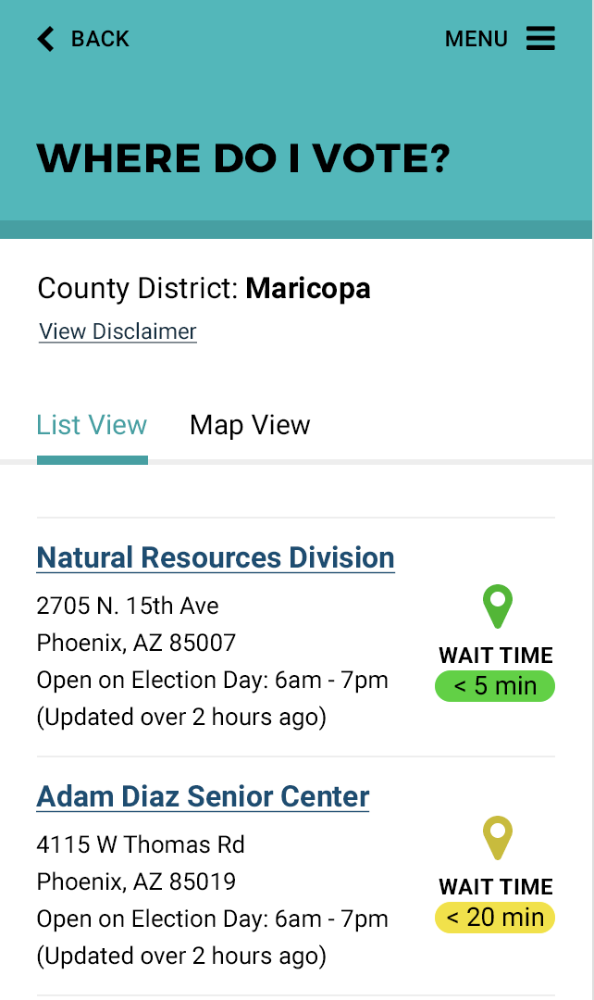 BACK
MENU
WHERE DO I VOTE?
County District: Maricopa
View Disclaimer
List View
Map View
Natural Resources Division
2705 N. 15th Ave
Phoenix, AZ 85007
Open on Election Day: 6am - 7pm
(Updated over 2 hours ago)
WAIT TIME
< 5 min
Adam Diaz Senior Center
4115 W Thomas Rd
Phoenix, AZ 85019
Open on Election Day: 6am - 7pm
(Updated over 2 hours ago)
WAIT TIME
< 20 min